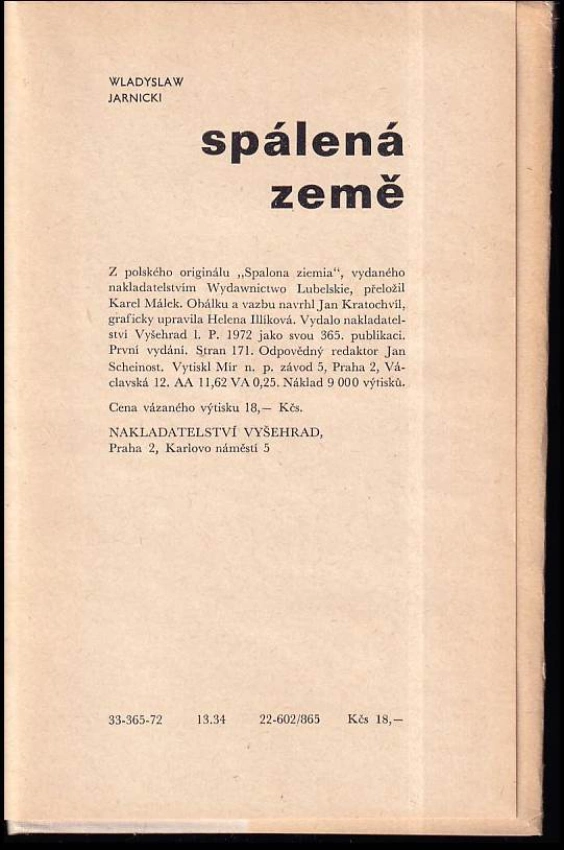 WLADYSLAW
JARNICKI
spálená
země
Z polského originálu „Spalona ziemia“, vydaného
nakladatelstvím Wydawnictwo Lubelskie, přeložil
Karel Málek. Obálku a vazbu navrhl Jan Kratochvíl,
graficky upravila Helena Illíková. Vydalo nakladatel-
ství Vyšehrad l. P. 1972 jako svou 365. publikaci.
První vydání. Stran 171. Odpovědný redaktor Jan
Scheinost. Vytiskl Mír n. p. závod 5, Praha 2, Vá-
clavská 12. AA 11,62 VA 0,25. Náklad 9 000 výtisků.
Cena vázaného výtisku 18,— Kčs.
NAKLADATELSTVÍ VYŠEHRAD,
Praha 2, Karlovo náměstí 5
33-365-72 13.34 22-602/865 Kčs 18,—